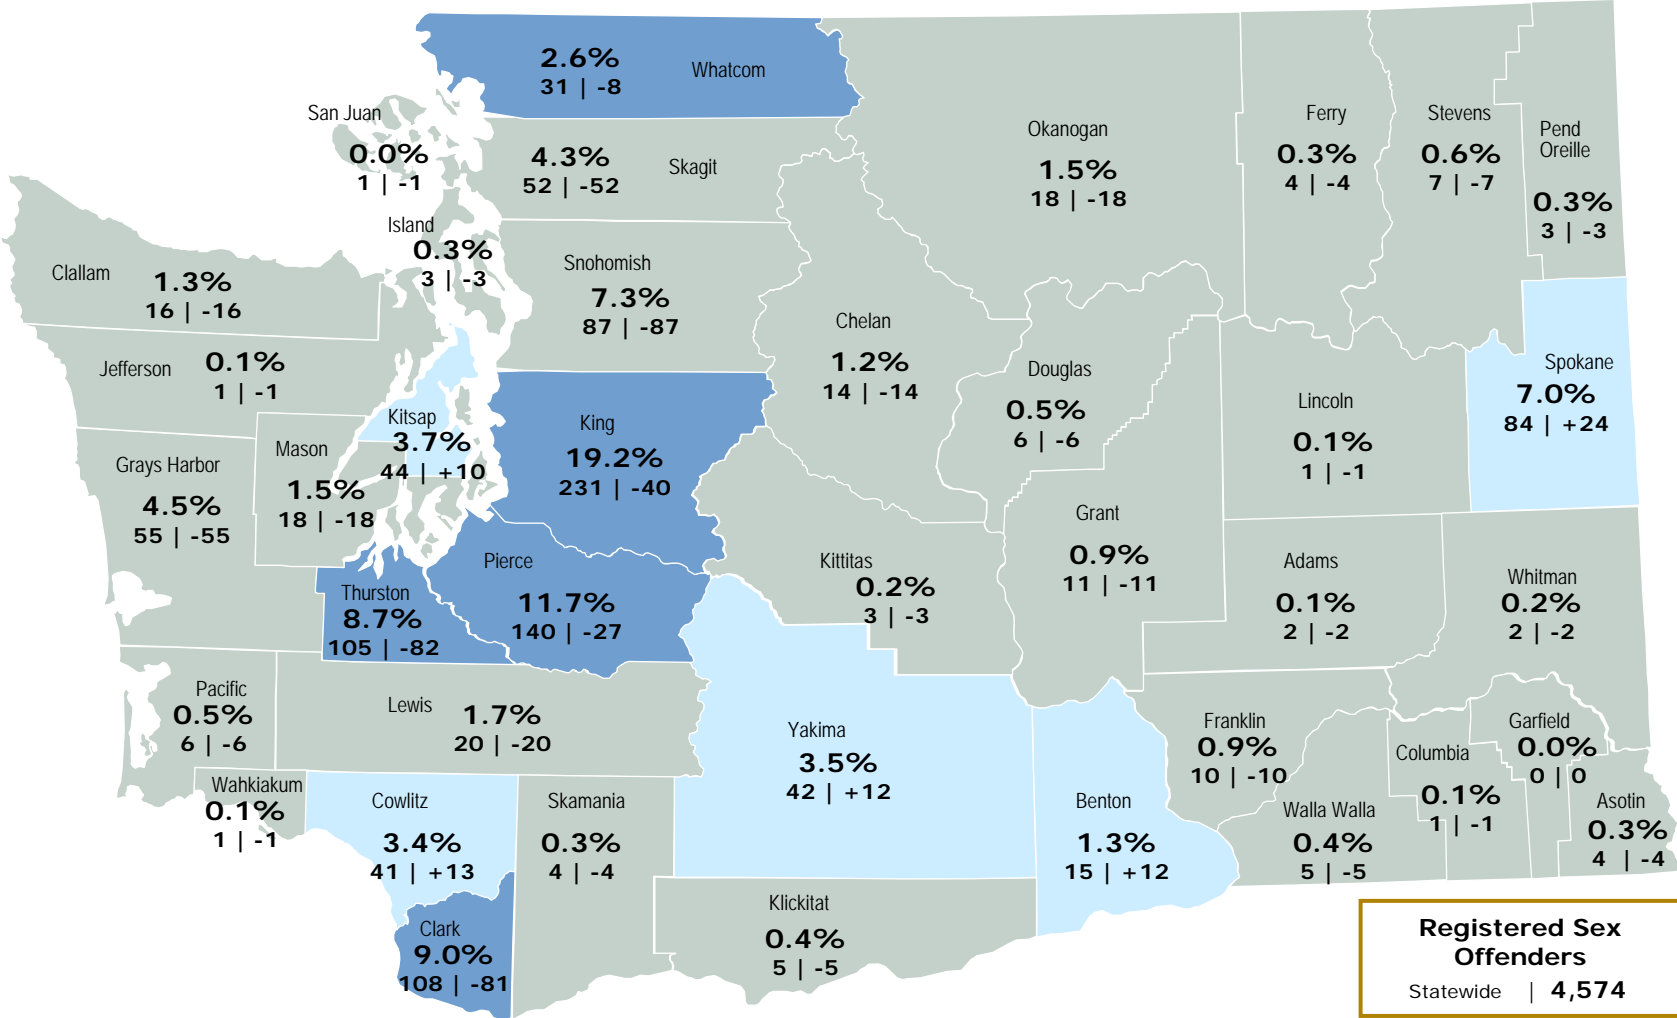 2.6%
31 | -8
Whatcom
San Juan
0.0%
1 | -1
4.3%
52 | -52
Skagit
Okanogan
1.5%
18 | -18
Ferry
0.3%
4 | -4
Stevens
0.6%
7 | -7
Pend
Oreille
0.3%
3 | -3
Island
0.3%
3 | -3
Clallam
1.3%
16 | -16
Snohomish
7.3%
87 | -87
Chelan
1.2%
14 | -14
Jefferson
0.1%
1 | -1
Douglas
0.5%
6 | -6
Lincoln
0.1%
1 | -1
Spokane
7.0%
84 | +24
Kitsap
3.7%
44 | +10
King
19.2%
231 | -40
Mason
1.5%
18 | -18
Grays Harbor
4.5%
55 | -55
Grant
0.9%
11 | -11
Kittitas
0.2%
3 | -3
Adams
0.1%
2 | -2
Whitman
0.2%
2 | -2
Pierce
11.7%
140 | -27
Thurston
8.7%
105 | -82
Pacific
0.5%
6 | -6
Lewis
1.7%
20 | -20
Yakima
3.5%
42 | +12
Franklin
0.9%
10 | -10
Columbia
0.1%
1 | -1
Garfield
0.0%
0 | 0
Wahkiakum
0.1%
1 | -1
Cowlitz
3.4%
41 | +13
Skamania
0.3%
4 | -4
Benton
1.3%
15 | +12
Walla Walla
0.4%
5 | -5
Asotin
0.3%
4 | -4
Clark
9.0%
108 | -81
Klickitat
0.4%
5 | -5
Registered Sex
Offenders
Statewide | 4,574